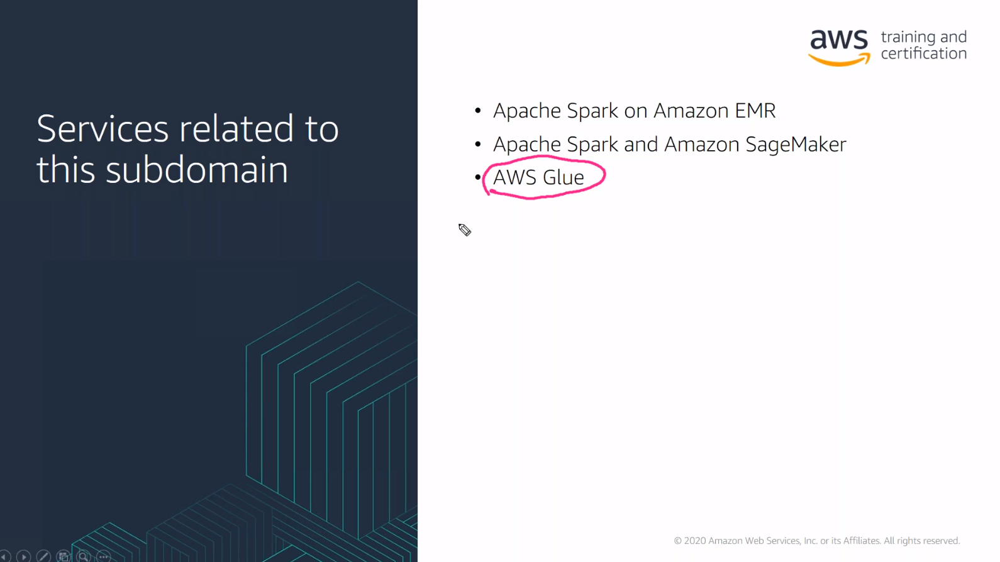 Services related to
this subdomain
aws training and
certification
• Apache Spark on Amazon EMR
• Apache Spark and Amazon SageMaker
• AWS Glue
© 2020 Amazon Web Services, Inc. or its Affiliates. All rights reserved.